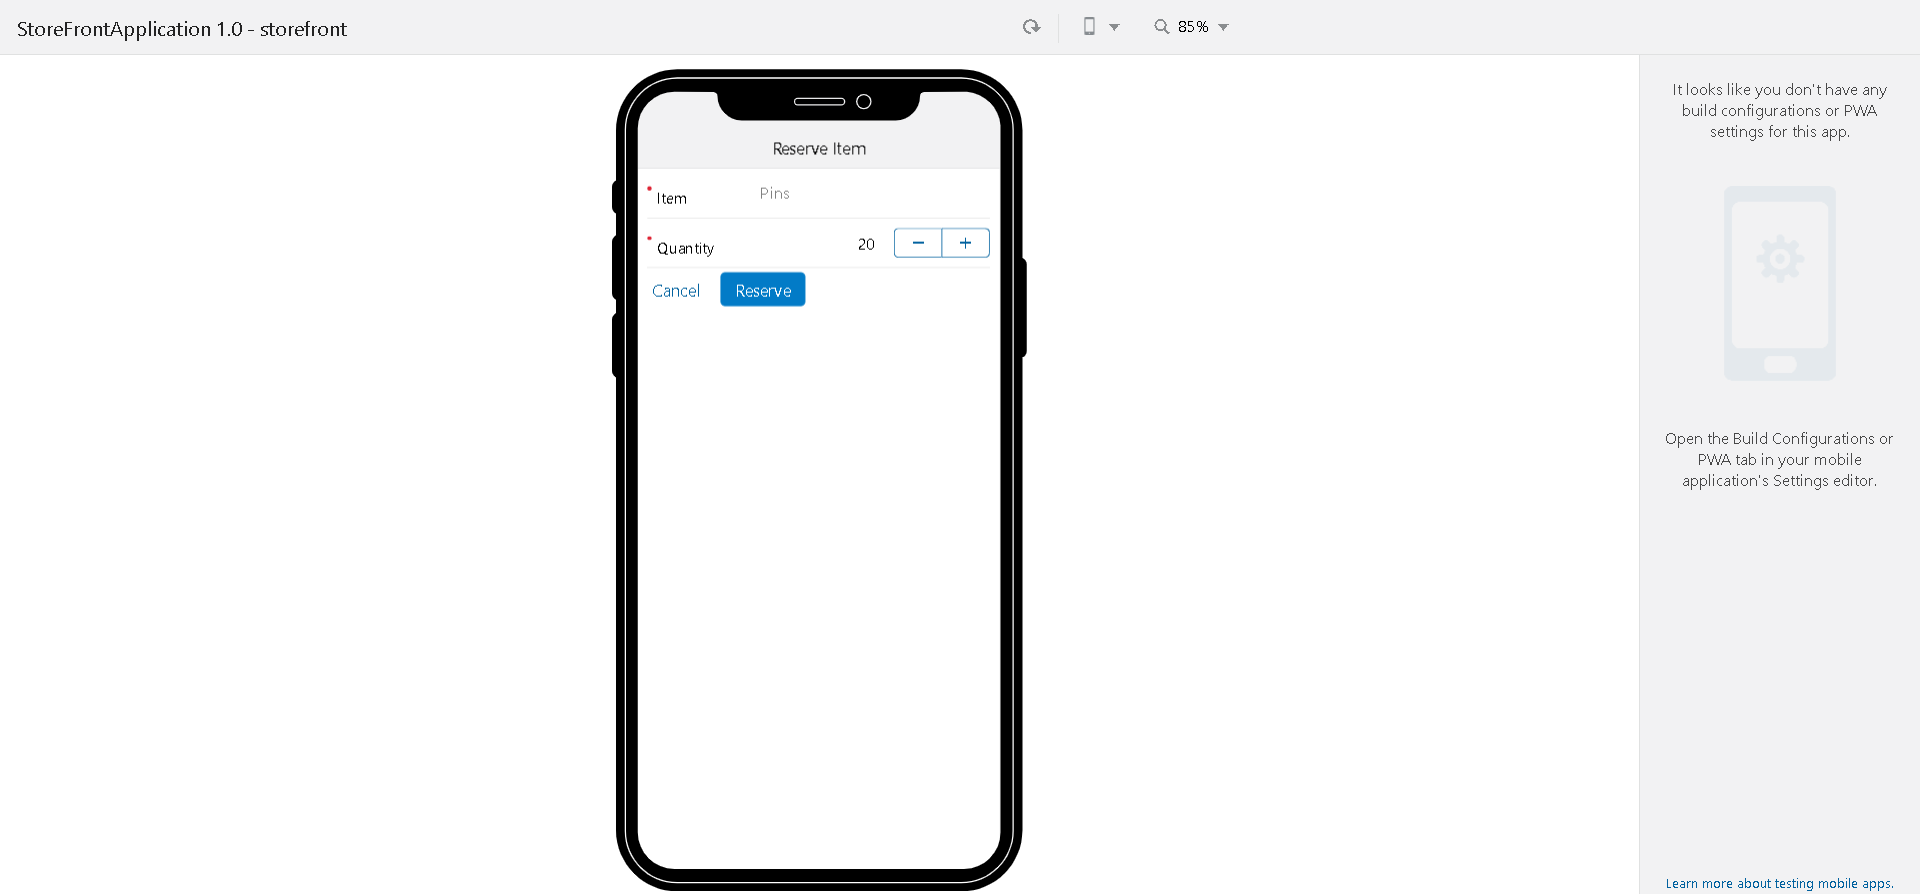 StoreFrontApplication 1.0 - storefront
85%
Reserve Item
* Item
Pins
* Quantity
20
− +
Cancel
Reserve
It looks like you don't have any
build configurations or PWA
settings for this app.
Open the Build Configurations or
PWA tab in your mobile
application's Settings editor.
Learn more about testing mobile apps.